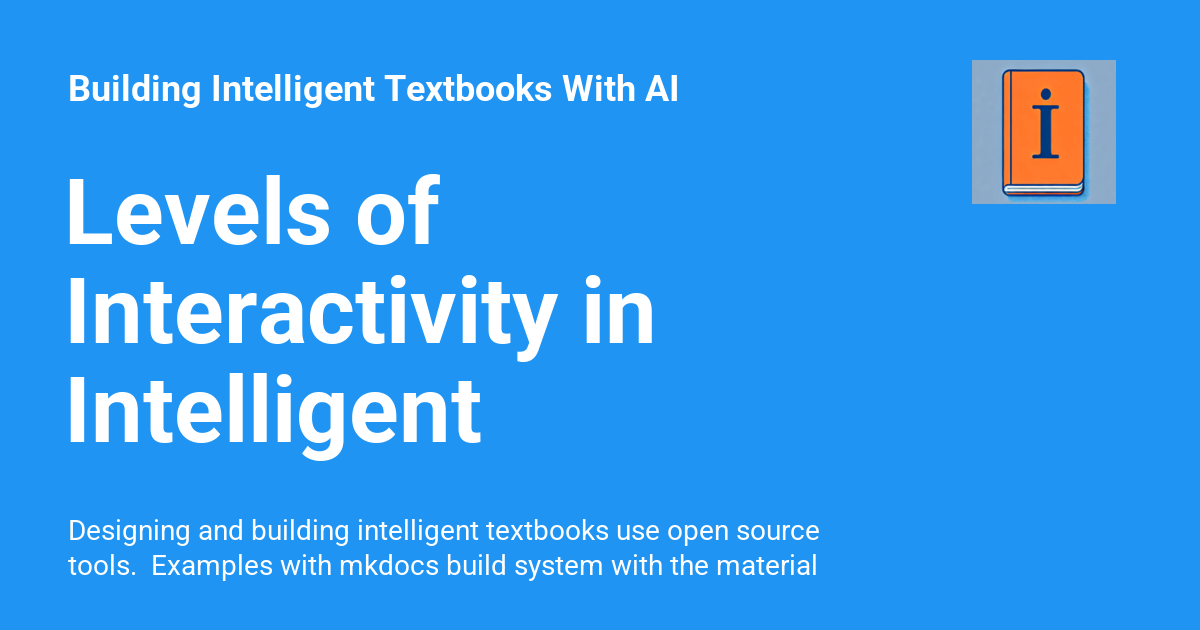 Building Intelligent Textbooks With AI
i
Levels of
Interactivity in
Intelligent
Designing and building intelligent textbooks use open source
tools.  Examples with mkdocs build system with the material